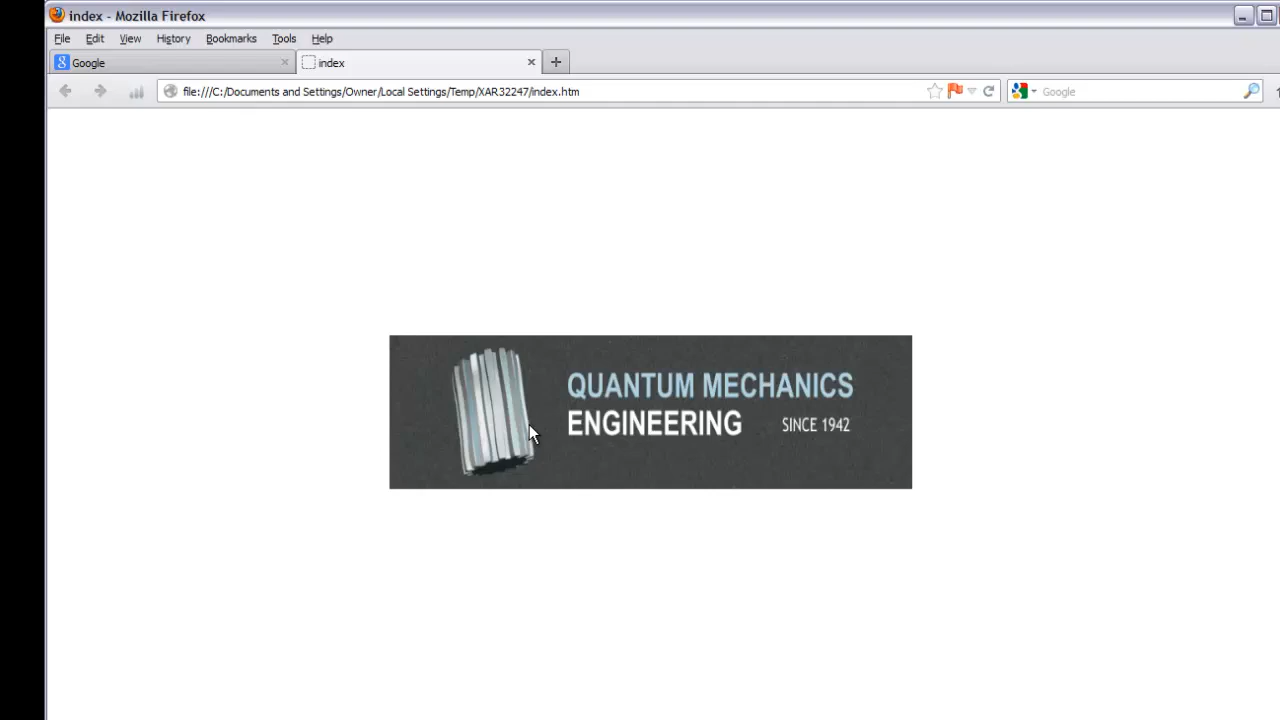 index - Mozilla Firefox
File Edit View History Bookmarks Tools Help
8 Google index
file:///C:/Documents and Settings/Owner/Local Settings/Temp/XAR32247/index.htm Google
QUANTUM MECHANICS
ENGINEERING SINCE 1942